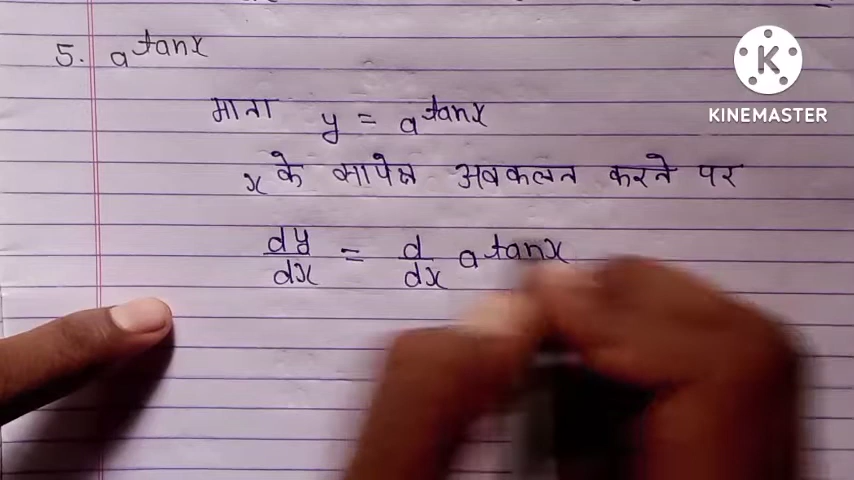 5. a^tanx
KINEMASTER
माना y = a^tanx
x के सापेक्ष अवकलन करने पर
dy/dx = d/dx a^tanx